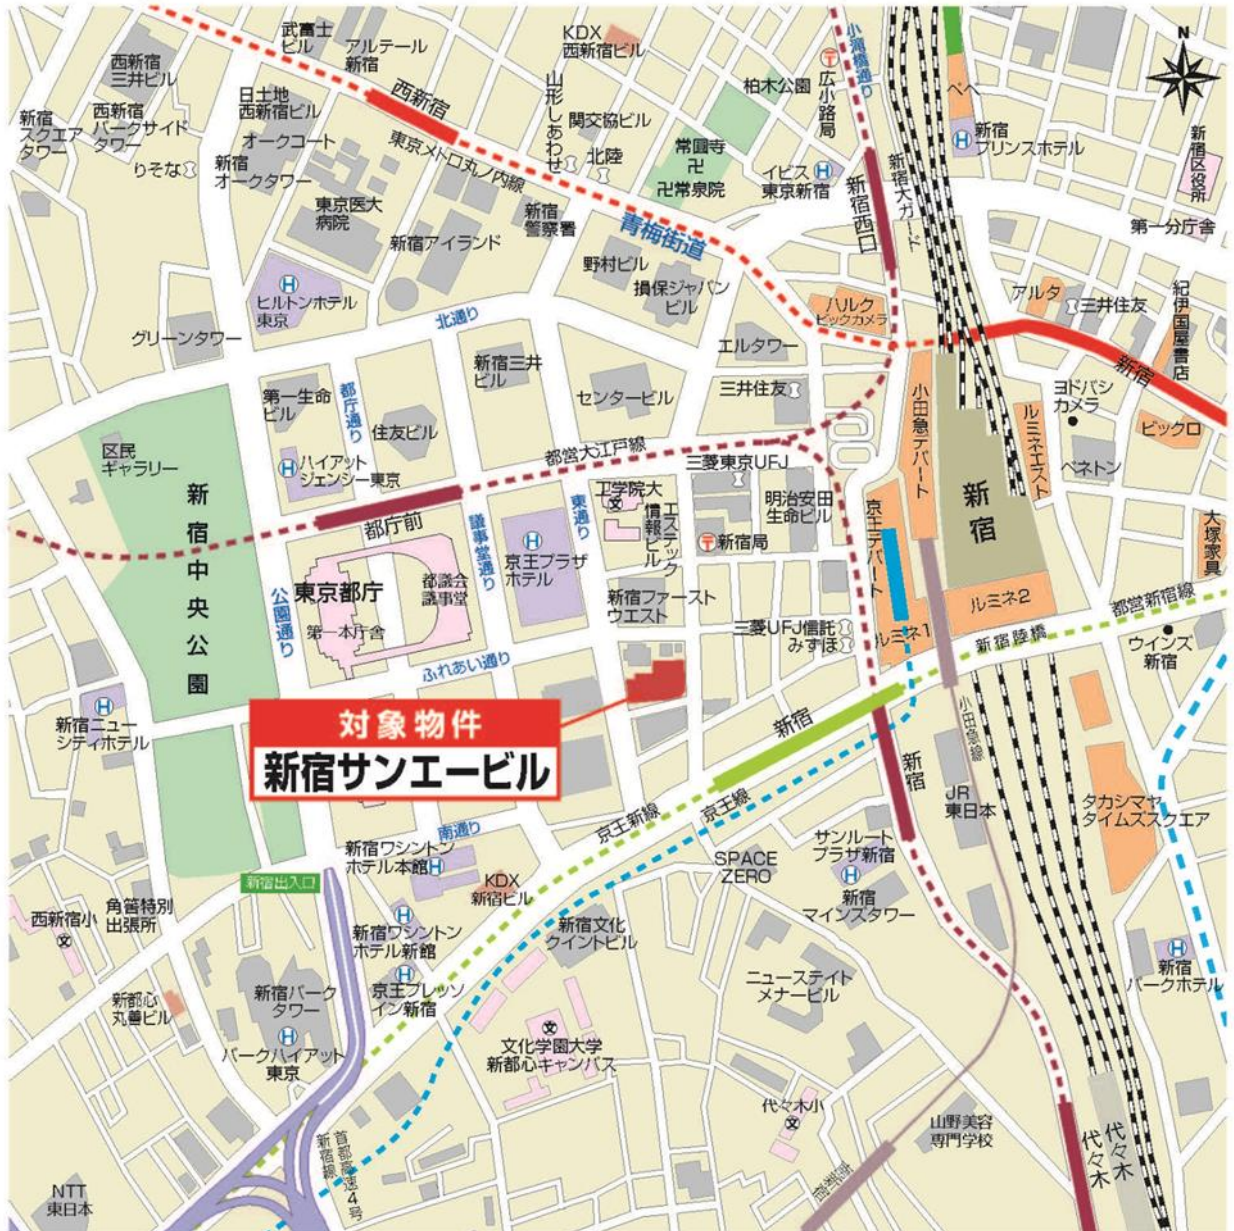 武富士
ビル
アルテール
新宿
KDX
西新宿ビル
小滝橋通り
広小路局
柏木公園
ペペ
N
西新宿
三井ビル
新宿
スクエア
タワー
西新宿
パークサイド
タワー
日土地
西新宿ビル
オークコート
りそな
新宿
オークタワー
西新宿
東京メトロ丸ノ内線
山形しあわせ
関交協ビル
北陸
常圓寺
卍
卍常泉院
イビス
東京新宿
新宿西口
新宿大ガード
新宿
プリンスホテル
新宿区役所
第一分庁舎
東京医大
病院
新宿アイランド
新宿
警察署
青梅街道
野村ビル
損保ジャパン
ビル
ヒルトンホテル
東京
グリーンタワー
北通り
ハルク
ビックカメラ
アルタ
三井住友
紀伊国屋書店
新宿
エルタワー
新宿三井
ビル
センタービル
三井住友
第一生命
ビル
都庁通り
住友ビル
小田急デパート
ルミネエスト
ヨドバシ
カメラ
ビックロ
ベネトン
区民
ギャラリー
ハイアット
リージェンシー東京
都営大江戸線
三菱東京UFJ
明治安田
生命ビル
新宿中央公園
都庁前
議事堂通り
京王プラザ
ホテル
東通り
工学院大
エステック
情報ビル
新宿局
京王デパート
新宿
大塚家具
公園通り
東京都庁
第一本庁舎
都議会
議事堂
ふれあい通り
新宿ファースト
ウエスト
三菱UFJ信託
みずほ
ルミネ1
ルミネ2
新宿陸橋
都営新宿線
ウインズ
新宿
対象物件
新宿サンエービル
新宿ニュー
シティホテル
新宿
新宿
小田急線
JR
東日本
タカシマヤ
タイムズスクエア
南通り
京王新線
京王線
新宿ワシントン
ホテル本館
KDX
新宿ビル
SPACE
ZERO
サンルート
プラザ新宿
新宿
マインズタワー
新宿出入口
西新宿小
角筈特別
出張所
新宿ワシントン
ホテル新館
新宿文化
クイントビル
新宿パーク
タワー
京王プレッソ
イン新宿
ニューステイト
メナービル
新宿
パークホテル
新都心
丸善ビル
パークハイアット
東京
文化学園大学
新都心キャンパス
代々木小
山野美容
専門学校
代々木
代々木
首都高速4号
新宿線
南新宿
NTT
東日本